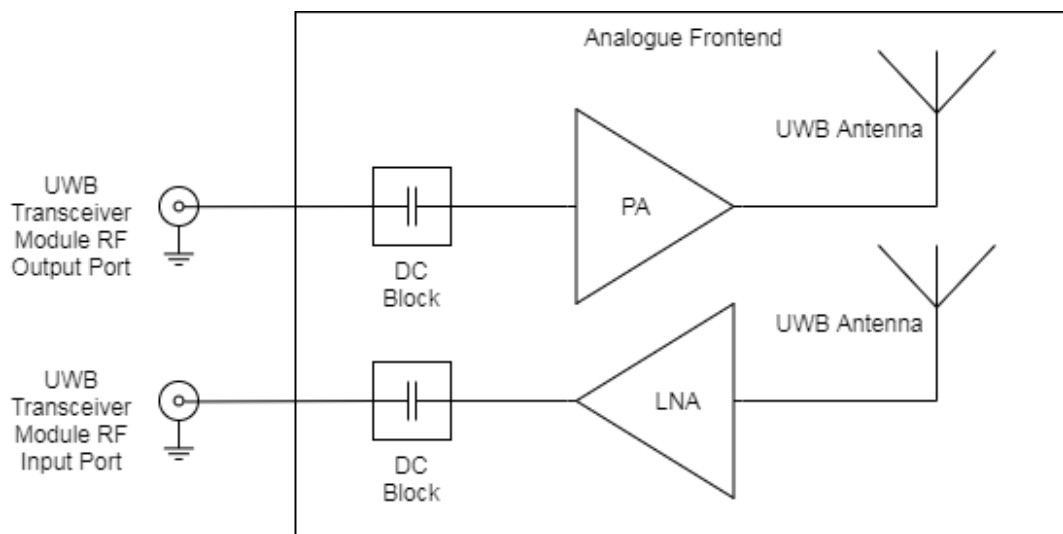 Analogue Frontend
UWB Antenna
UWB
Transceiver
Module RF
Output Port
DC
Block
PA
UWB Antenna
UWB
Transceiver
Module RF
Input Port
DC
Block
LNA